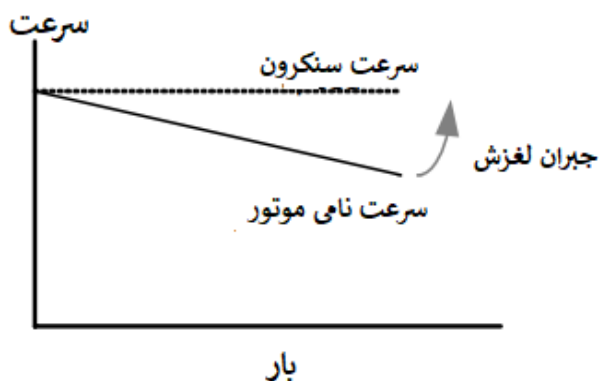 سرعت
سرعت سنکرون
جبران لغزش
سرعت نامی موتور
بار